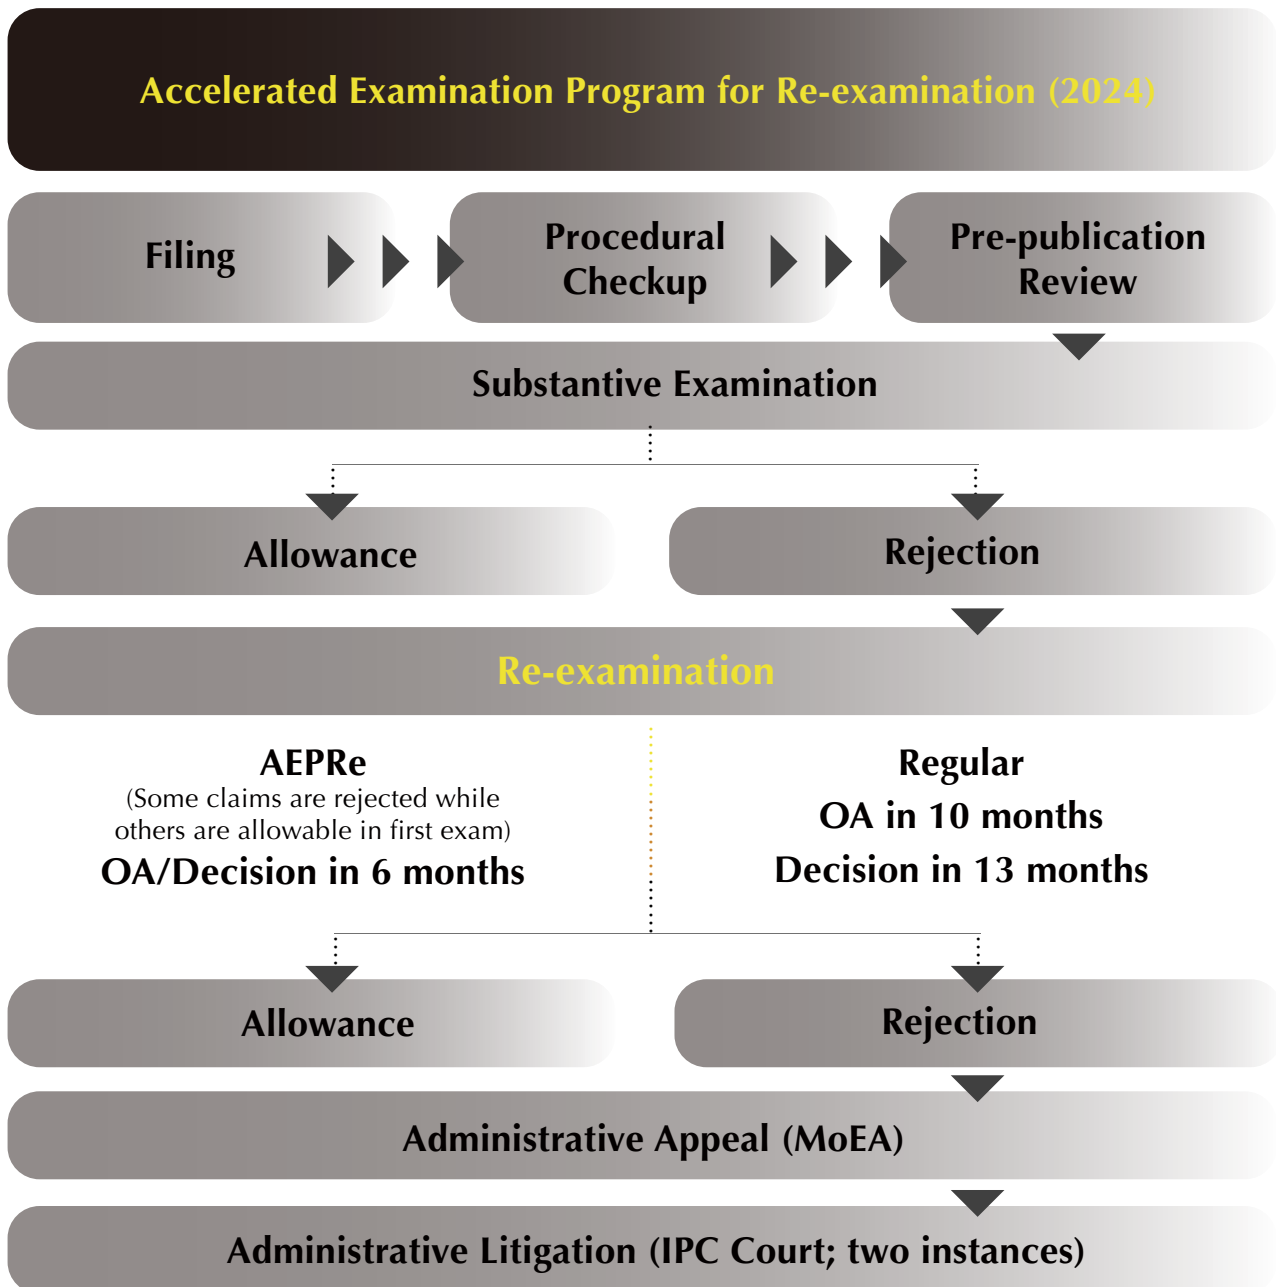 Accelerated Examination Program for Re-examination (2024)
Filing
Procedural
Checkup
Pre-publication
Review
Substantive Examination
Allowance
Rejection
Re-examination
AEPRe
(Some claims are rejected while
others are allowable in first exam)
OA/Decision in 6 months
Regular
OA in 10 months
Decision in 13 months
Allowance
Rejection
Administrative Appeal (MoEA)
Administrative Litigation (IPC Court; two instances)